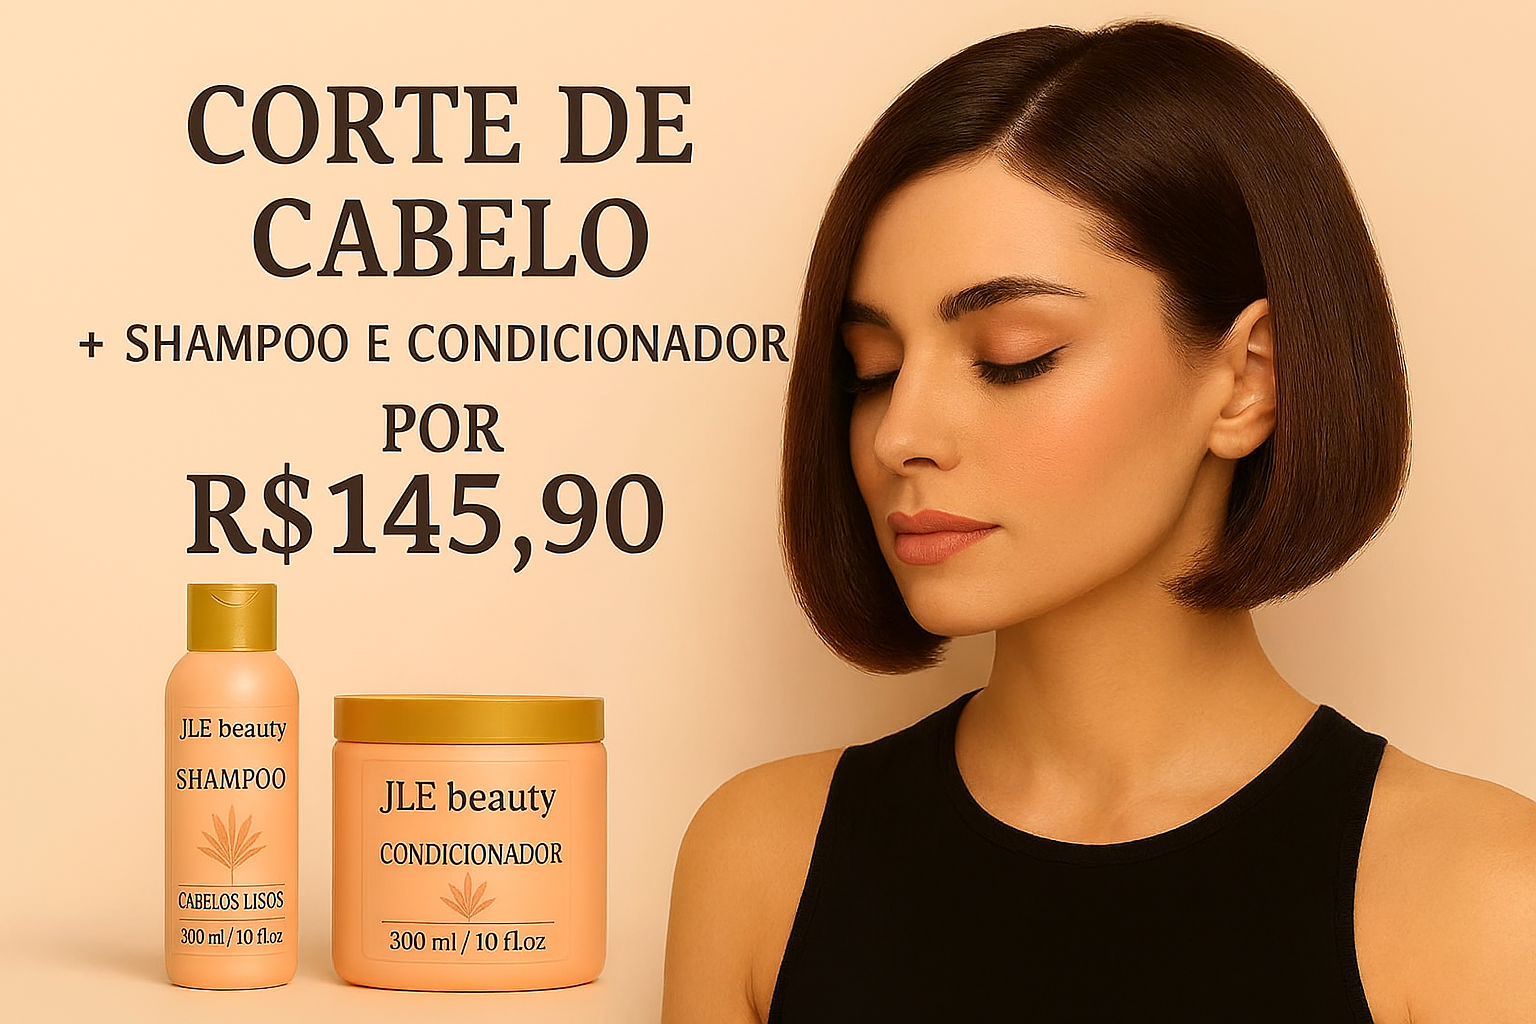 CORTE DE
CABELO
+ SHAMPOO E CONDICIONADOR
POR
R$145,90
JLE beauty
SHAMPOO
CABELOS LISOS
300 ml / 10 fl.oz
JLE beauty
CONDICIONADOR
300 ml / 10 fl.oz